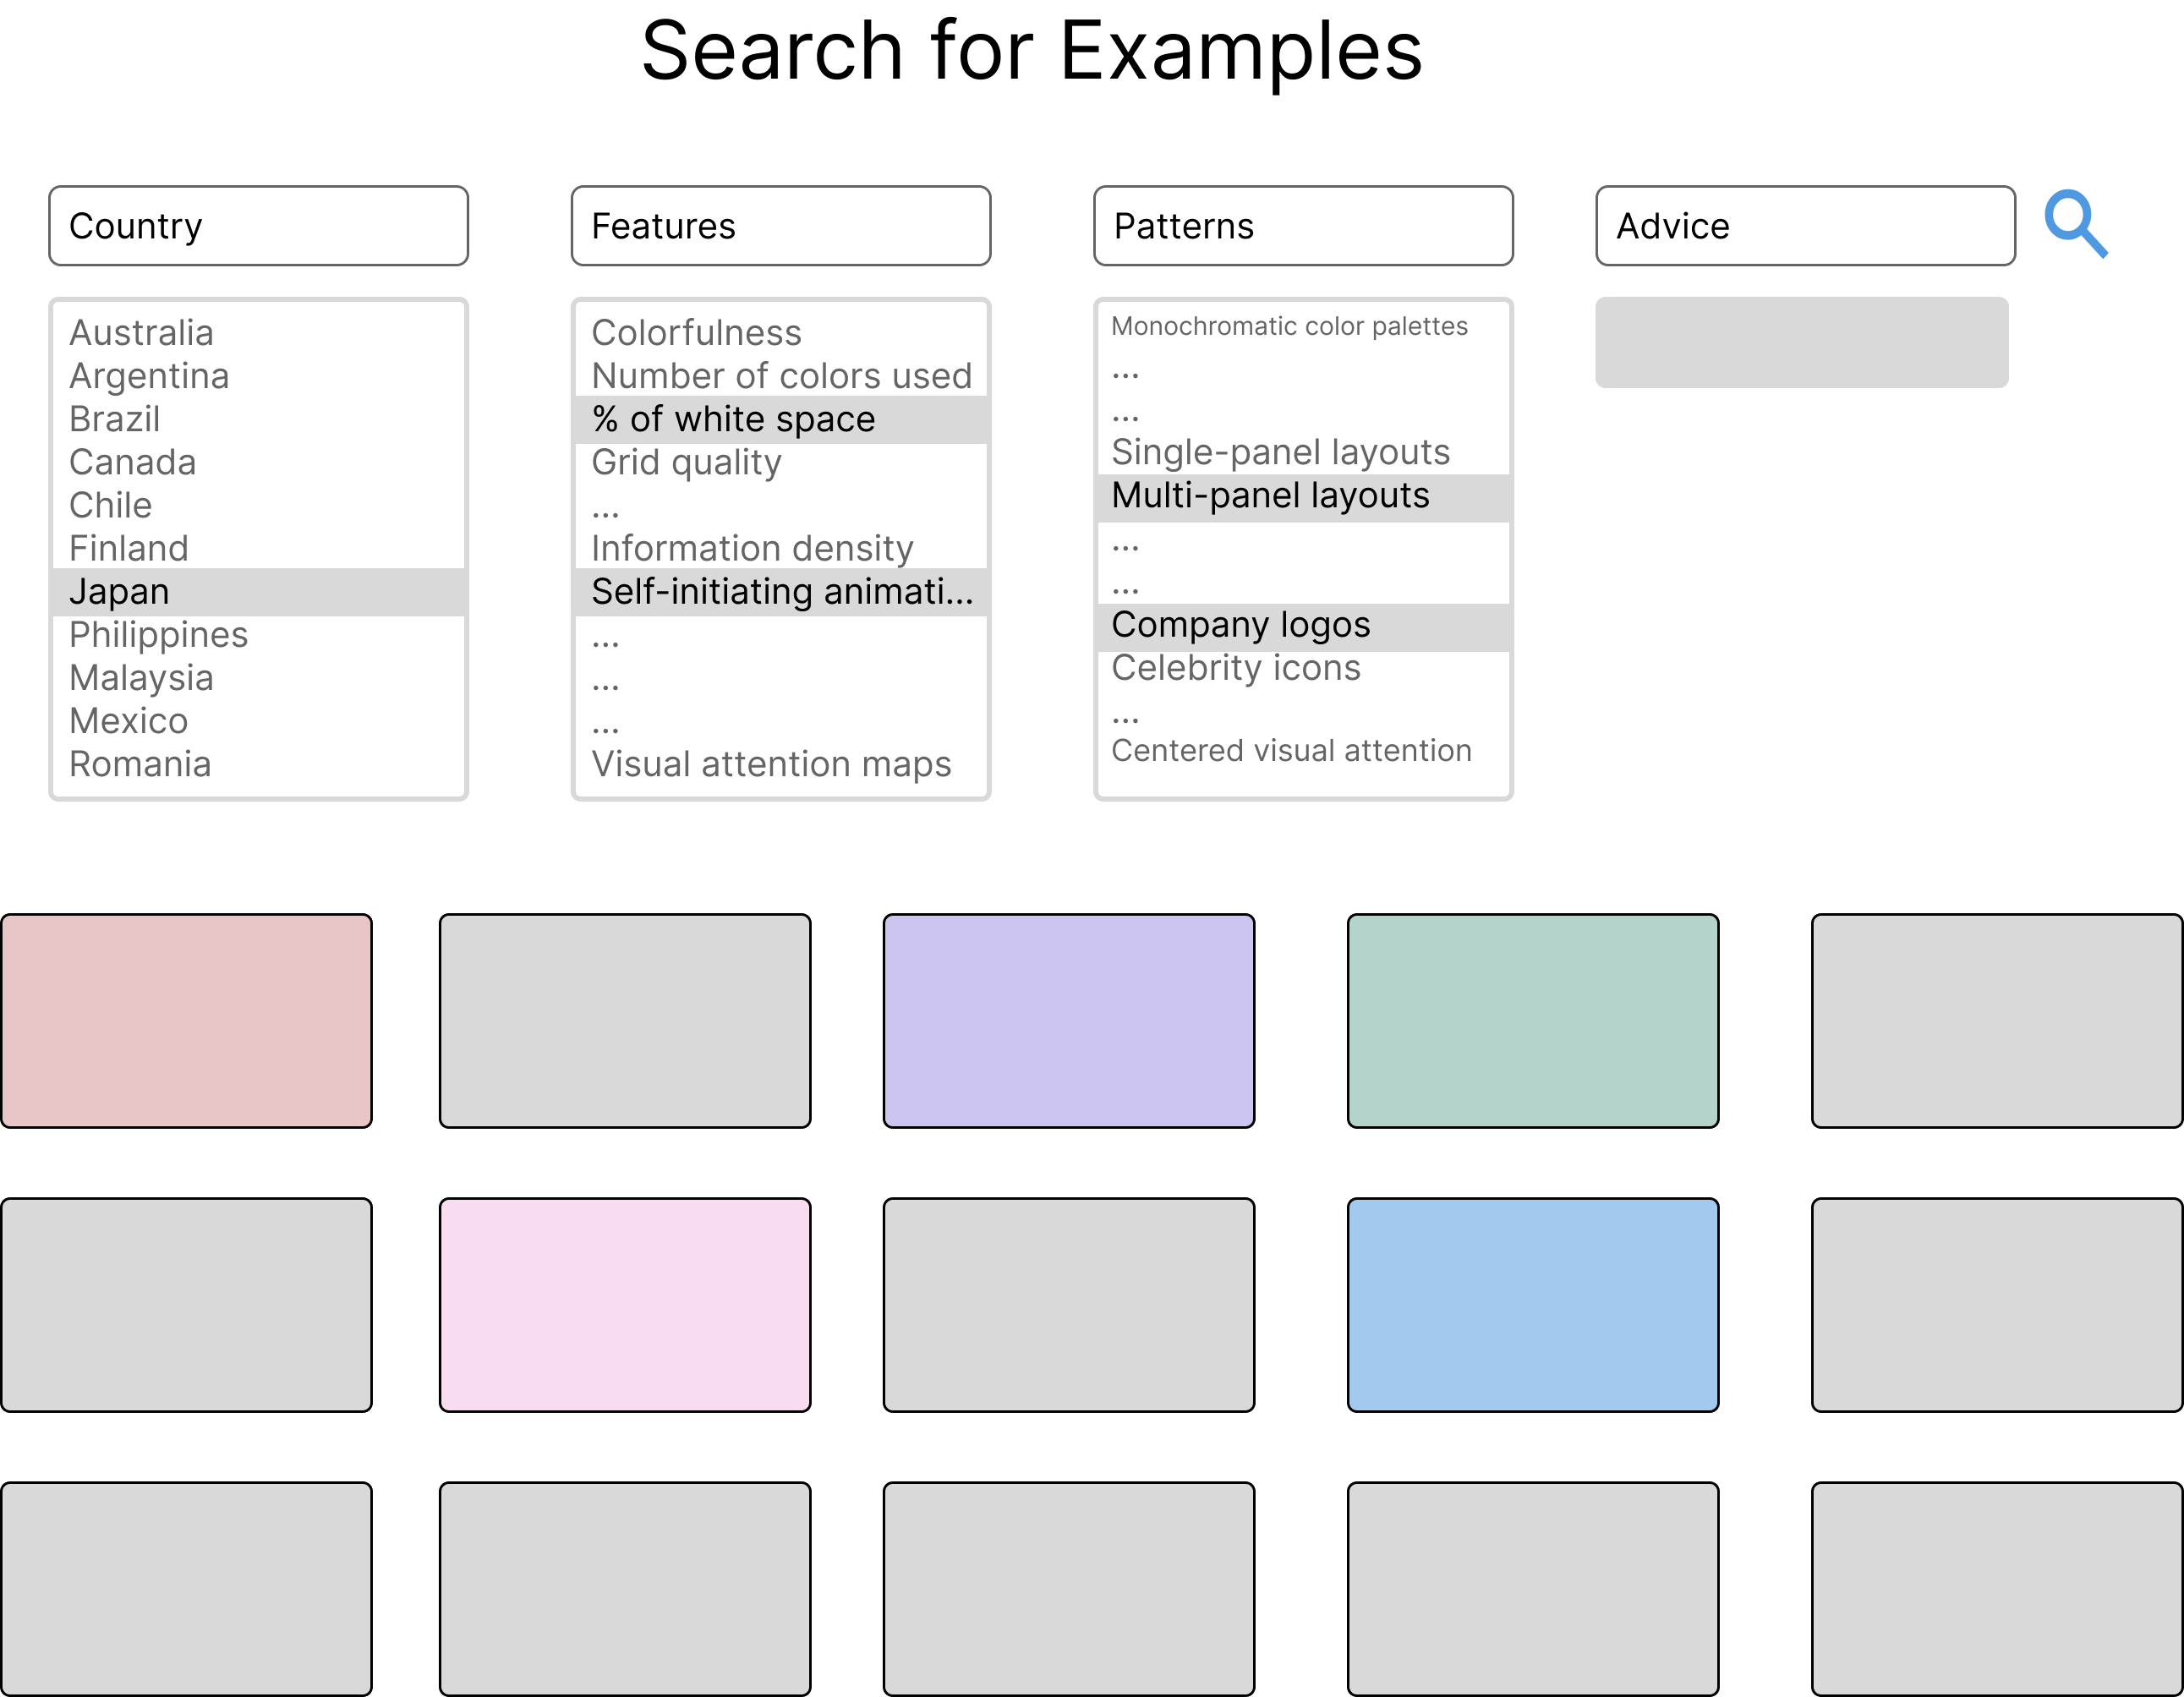 Search for Examples
Country
Features
Patterns
Advice
Australia
Argentina
Brazil
Canada
Chile
Finland
Japan
Philippines
Malaysia
Mexico
Romania
Colorfulness
Number of colors used
% of white space
Grid quality
...
Information density
Self-initiating animati...
...
...
...
Visual attention maps
Monochromatic color palettes
...
...
Single-panel layouts
Multi-panel layouts
...
...
Company logos
Celebrity icons
...
Centered visual attention